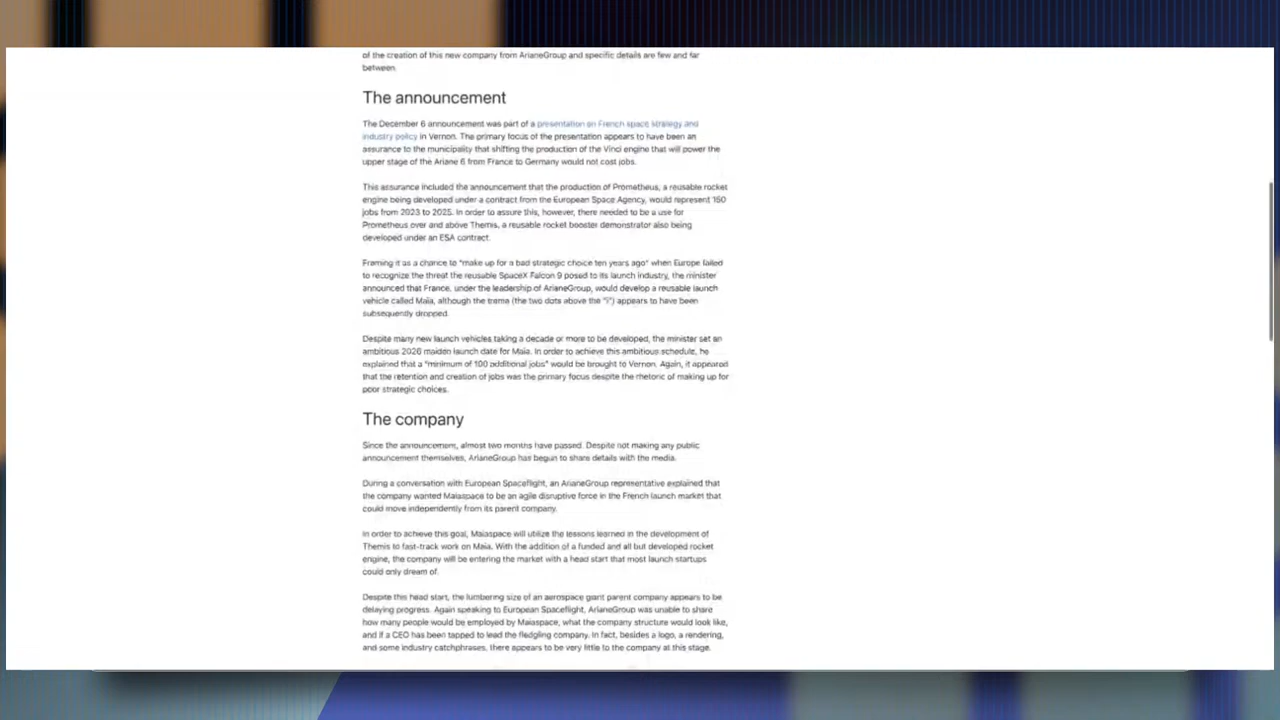 of the creation of this new company from ArianeGroup and specific details are few and far
between.
The announcement
The December 6 announcement was part of a presentation on French space strategy and
industry policy in Vernon. The primary focus of the presentation appears to have been an
assurance to the municipality that shifting the production of the Vinci engine that will power the
upper stage of the Ariane 6 from France to Germany would not cost jobs.
This assurance included the announcement that the production of Prometheus, a reusable rocket
engine being developed under a contract from the European Space Agency, would represent 150
jobs from 2023 to 2025. In order to assure this, however, there needed to be a use for
Prometheus over and above Themis, a reusable rocket booster demonstrator also being
developed under an ESA contract.
Framing it as a chance to "make up for a bad strategic choice ten years ago" when Europe failed
to recognize the threat the reusable SpaceX Falcon 9 posed to its launch industry, the minister
announced that France, under the leadership of ArianeGroup, would develop a reusable launch
vehicle called Maïa, although the trema (the two dots above the "i") appears to have been
subsequently dropped.
Despite many new launch vehicles taking a decade or more to be developed, the minister set an
ambitious 2026 maiden launch date for Maia. In order to achieve this ambitious schedule, he
explained that a "minimum of 100 additional jobs" would be brought to Vernon. Again, it appeared
that the retention and creation of jobs was the primary focus despite the rhetoric of making up for
poor strategic choices.
The company
Since the announcement, almost two months have passed. Despite not making any public
announcement themselves, ArianeGroup has begun to share details with the media.
During a conversation with European Spaceflight, an ArianeGroup representative explained that
the company wanted Maiaspace to be an agile disruptive force in the French launch market that
could move independently from its parent company.
In order to achieve this goal, Maiaspace will utilize the lessons learned in the development of
Themis to fast-track work on Maia. With the addition of a funded and all but developed rocket
engine, the company will be entering the market with a head start that most launch startups
could only dream of.
Despite this head start, the lumbering size of an aerospace giant parent company appears to be
delaying progress. Again speaking to European Spaceflight, ArianeGroup was unable to share
how many people would be employed by Maiaspace, what the company structure would look like,
and if a CEO has been tapped to lead the fledgling company. In fact, besides a logo, a rendering,
and some industry catchphrases, there appears to be very little to the company at this stage.